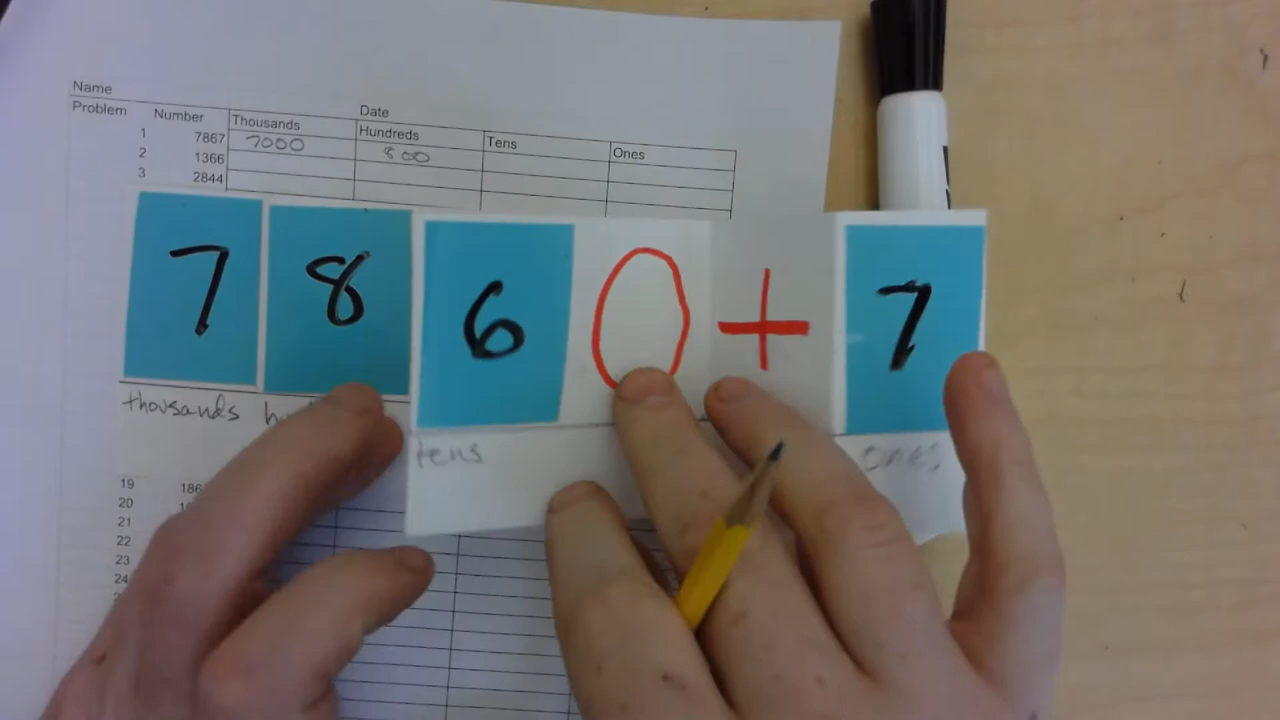 Name
Date
Problem Number Thousands Hundreds Tens Ones
1 7867 7000 800
2 1366
3 2844
7 8 6 0 + 7
thousands
tens
ones
19
20
21
22
23
24